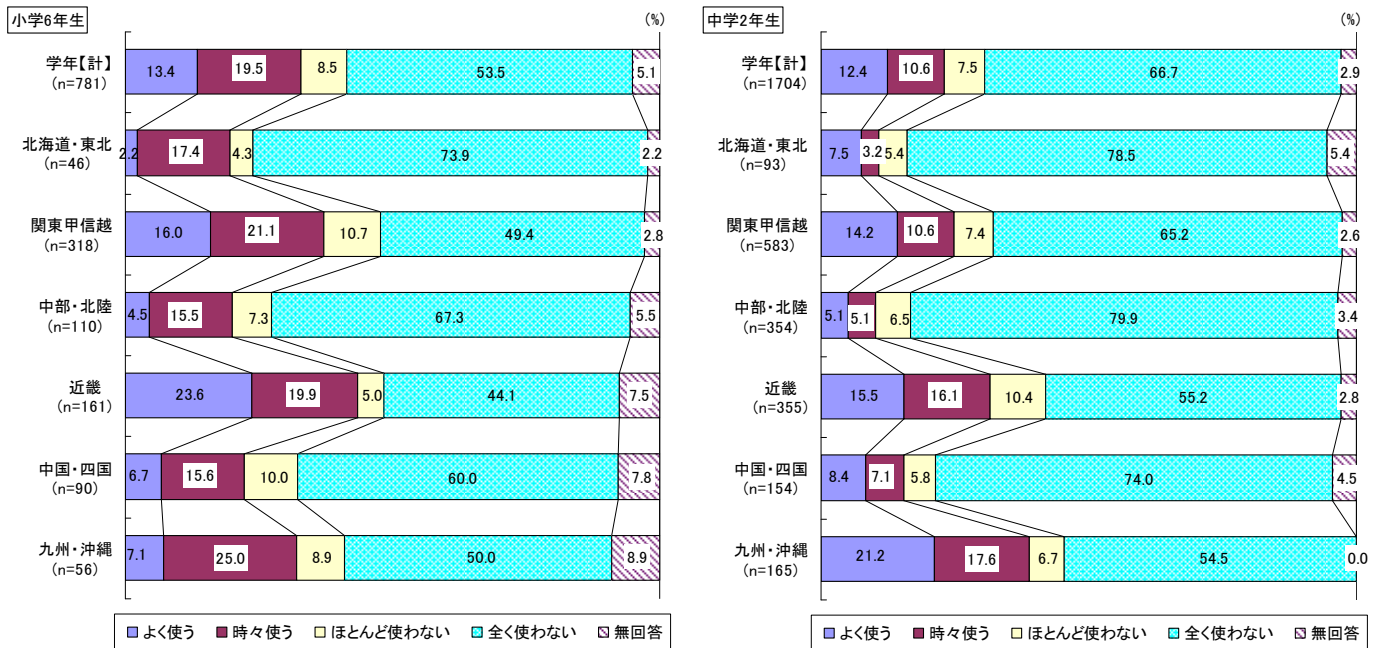 小学6年生
(%)
学年【計】
(n=781)
13.4 19.5 8.5 53.5 5.1
北海道・東北
(n=46)
2.2 17.4 4.3 73.9 2.2
関東甲信越
(n=318)
16.0 21.1 10.7 49.4 2.8
中部・北陸
(n=110)
4.5 15.5 7.3 67.3 5.5
近畿
(n=161)
23.6 19.9 5.0 44.1 7.5
中国・四国
(n=90)
6.7 15.6 10.0 60.0 7.8
九州・沖縄
(n=56)
7.1 25.0 8.9 50.0 8.9
よく使う 時々使う ほとんど使わない 全く使わない 無回答
中学2年生
(%)
学年【計】
(n=1704)
12.4 10.6 7.5 66.7 2.9
北海道・東北
(n=93)
7.5 3.2 5.4 78.5 5.4
関東甲信越
(n=583)
14.2 10.6 7.4 65.2 2.6
中部・北陸
(n=354)
5.1 5.1 6.5 79.9 3.4
近畿
(n=355)
15.5 16.1 10.4 55.2 2.8
中国・四国
(n=154)
8.4 7.1 5.8 74.0 4.5
九州・沖縄
(n=165)
21.2 17.6 6.7 54.5 0.0
よく使う 時々使う ほとんど使わない 全く使わない 無回答